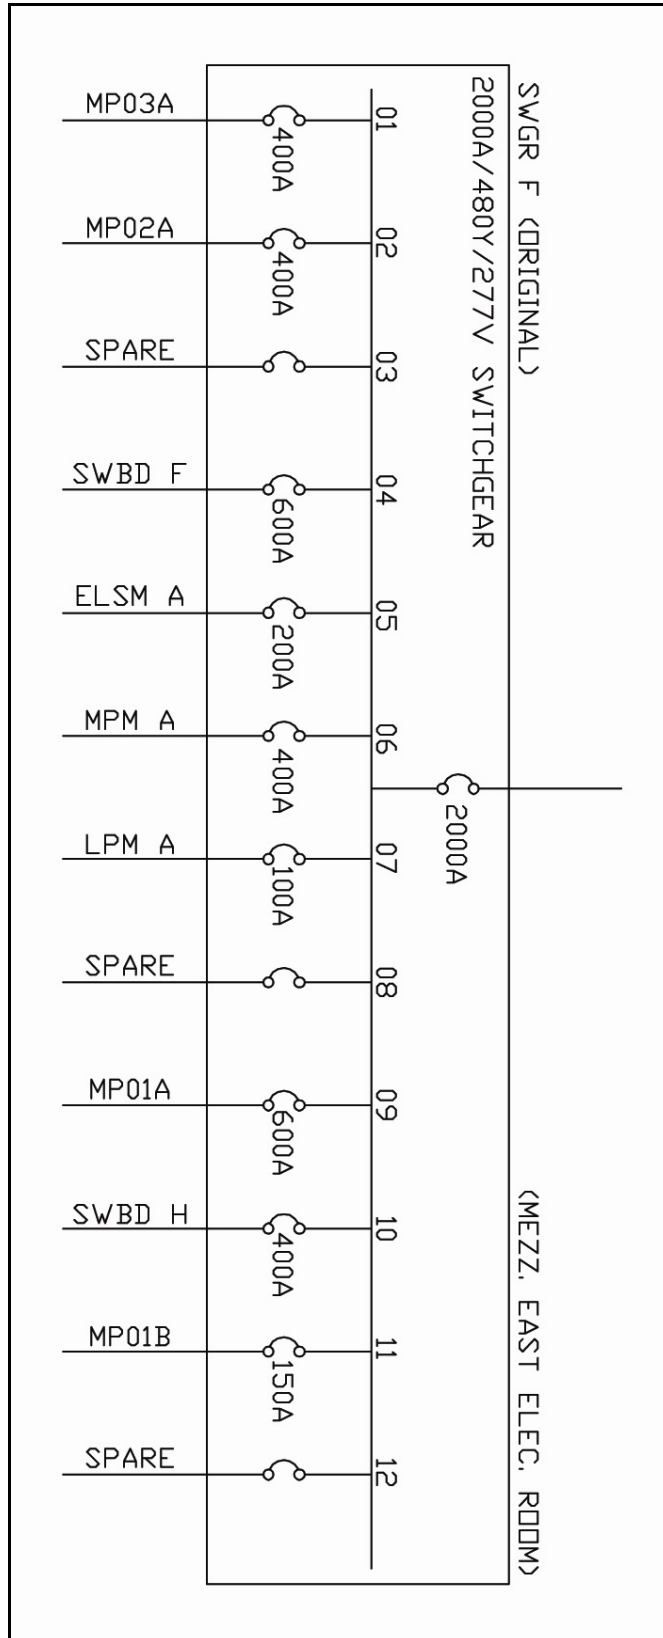 SWGR F (ORIGINAL)
(MEZZ. EAST ELEC. ROOM)
2000A/480Y/277V SWITCHGEAR
2000A
MP03A
400A
01
MP02A
400A
02
SPARE
03
SWBD F
600A
04
ELSM A
200A
05
MPM A
400A
06
LPM A
100A
07
SPARE
08
MP01A
600A
09
SWBD H
400A
10
MP01B
150A
11
SPARE
12